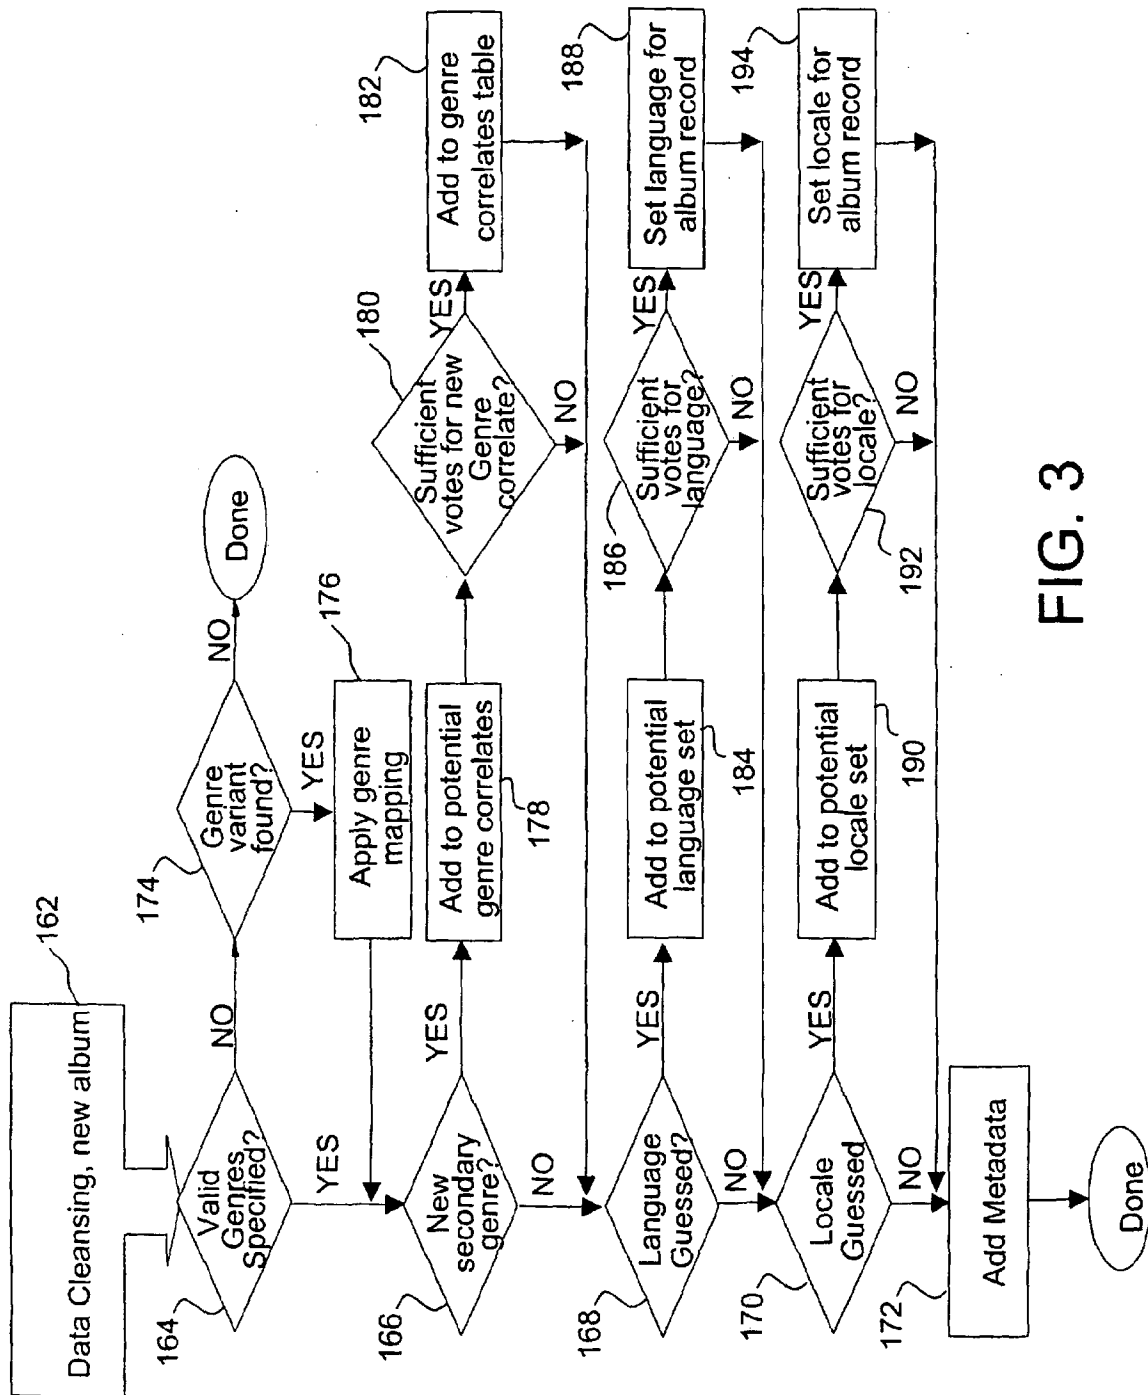 Data Cleansing, new album
162
Valid
Genres
Specified?
164
NO
YES
Genre
variant
found?
174
NO
YES
Done
Apply genre
mapping
176
New
secondary
genre?
166
YES
NO
Add to potential
genre correlates
178
Sufficient
votes for new
Genre
correlate?
180
YES
NO
Add to genre
correlates table
182
Language
Guessed?
168
YES
NO
Add to potential
language set
184
Sufficient
votes for
language?
186
YES
NO
Set language for
album record
188
Locale
Guessed
170
YES
NO
Add to potential
locale set
190
Sufficient
votes for
locale?
192
YES
NO
Set locale for
album record
194
Add Metadata
172
Done
FIG. 3